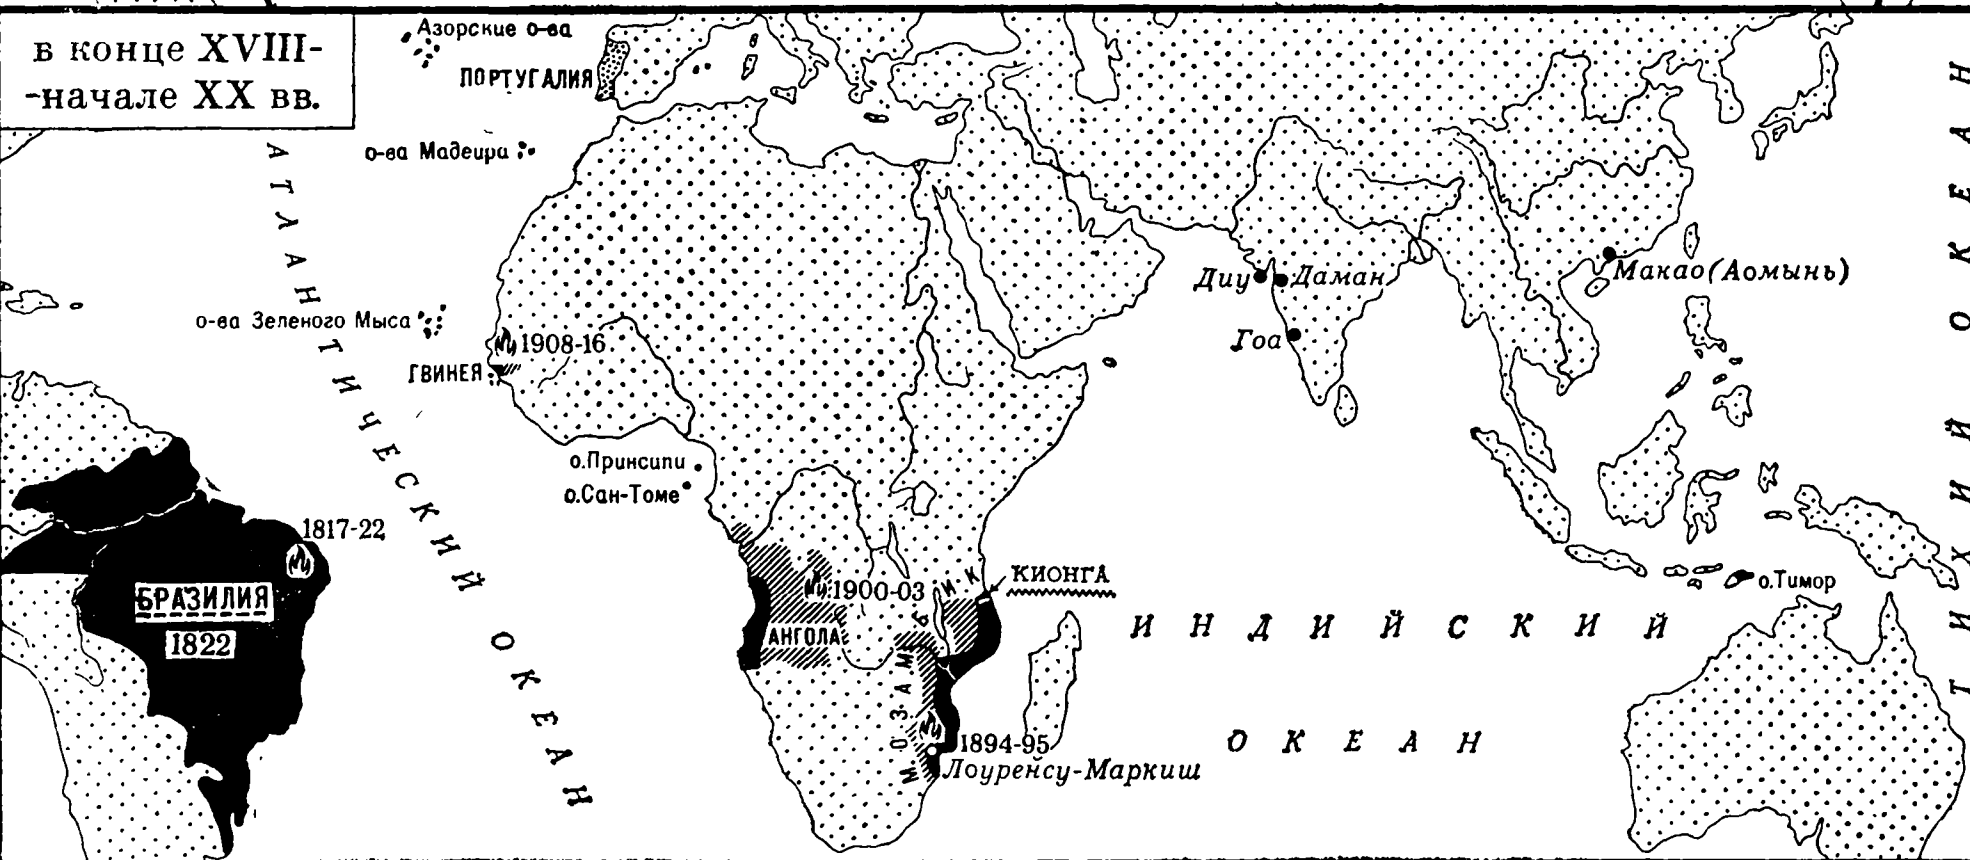 в конце XVIII-
-начале XX вв.
Азорские о-ва
ПОРТУГАЛИЯ
о-ва Мадеира
АТЛАНТИЧЕСКИЙ ОКЕАН
о-ва Зеленого Мыса
1908-16
ГВИНЕЯ
о.Принсипи
о.Сан-Томе
1817-22
БРАЗИЛИЯ
1822
1900-03
АНГОЛА
МОЗАМБИК
КИОНГА
1894-95
Лоуренсу-Маркиш
Диу
Даман
Гоа
Макао(Аомынь)
о.Тимор
ИНДИЙСКИЙ
ОКЕАН
ТИХИЙ ОКЕАН